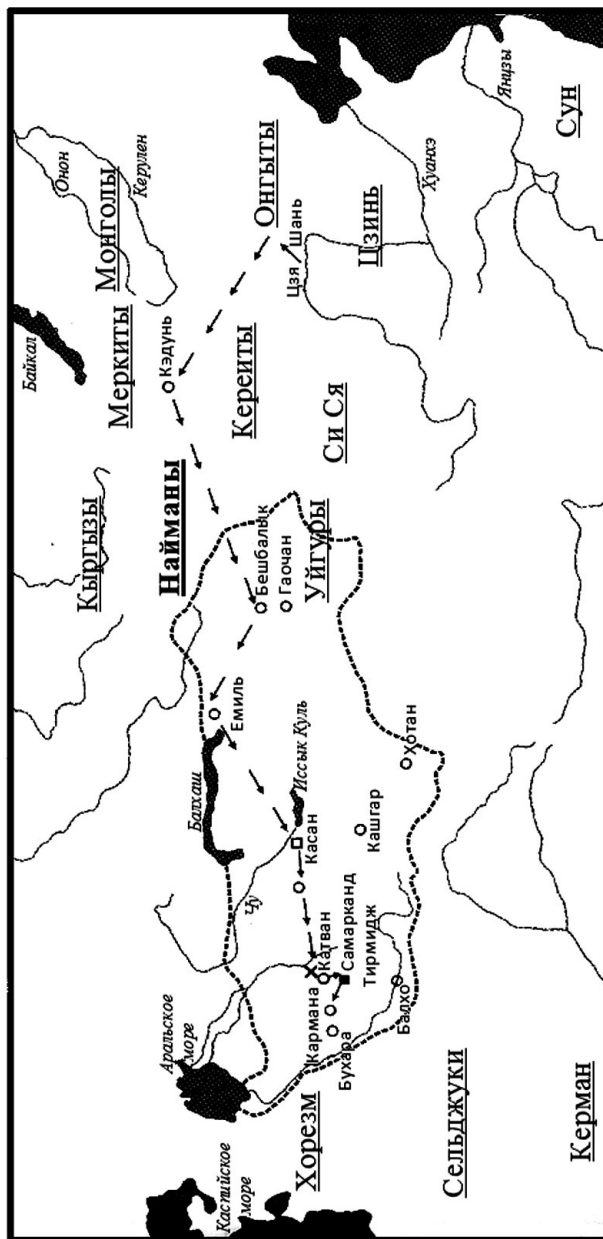 Байкал
Онон
Керулен
Монголы
Меркиты
Кыргызы
Кэдунь
Найманы
Кереиты
Онгыты
Цзя Шань
Цзинь
Хуанхэ
Янцзы
Сун
Си Ся
Бешбалык
Гаочан
Уйгуры
Емиль
Балхаш
Иссык Куль
Касан
Чу
Кашгар
Хотан
Аральское
море
Катван
Кармана
Самарканд
Бухара
Тирмидж
Балхо
Каспийское
море
Хорезм
Сельджуки
Керман